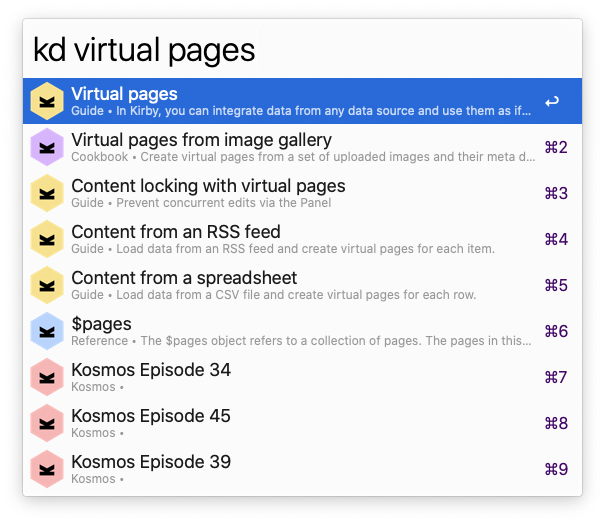 kd virtual pages
Virtual pages
Guide • In Kirby, you can integrate data from any data source and use them as if...
↩
Virtual pages from image gallery
Cookbook • Create virtual pages from a set of uploaded images and their meta d...
⌘2
Content locking with virtual pages
Guide • Prevent concurrent edits via the Panel
⌘3
Content from an RSS feed
Guide • Load data from an RSS feed and create virtual pages for each item.
⌘4
Content from a spreadsheet
Guide • Load data from a CSV file and create virtual pages for each row.
⌘5
$pages
Reference • The $pages object refers to a collection of pages. The pages in this...
⌘6
Kosmos Episode 34
Kosmos •
⌘7
Kosmos Episode 45
Kosmos •
⌘8
Kosmos Episode 39
Kosmos •
⌘9